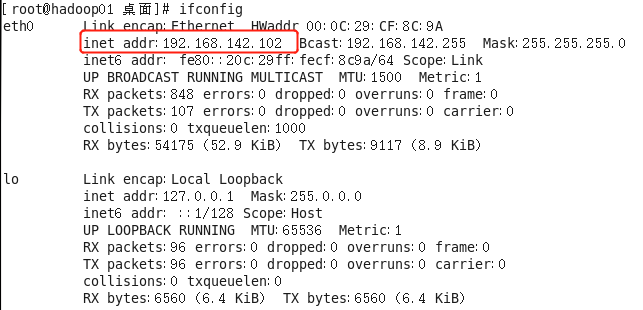 [ root@hadoop01 桌面]# ifconfig
eth0 Link encap:Ethernet HWaddr 00:0C:29:CF:8C:9A
inet addr:192.168.142.102 Bcast:192.168.142.255 Mask:255.255.255.0
inet6 addr: fe80::20c:29ff:fecf:8c9a/64 Scope:Link
UP BROADCAST RUNNING MULTICAST MTU:1500 Metric:1
RX packets:848 errors:0 dropped:0 overruns:0 frame:0
TX packets:107 errors:0 dropped:0 overruns:0 carrier:0
collisions:0 txqueuelen:1000
RX bytes:54175 (52.9 KiB) TX bytes:9117 (8.9 KiB)
lo Link encap:Local Loopback
inet addr:127.0.0.1 Mask:255.0.0.0
inet6 addr: ::1/128 Scope:Host
UP LOOPBACK RUNNING MTU:65536 Metric:1
RX packets:96 errors:0 dropped:0 overruns:0 frame:0
TX packets:96 errors:0 dropped:0 overruns:0 carrier:0
collisions:0 txqueuelen:0
RX bytes:6560 (6.4 KiB) TX bytes:6560 (6.4 KiB)